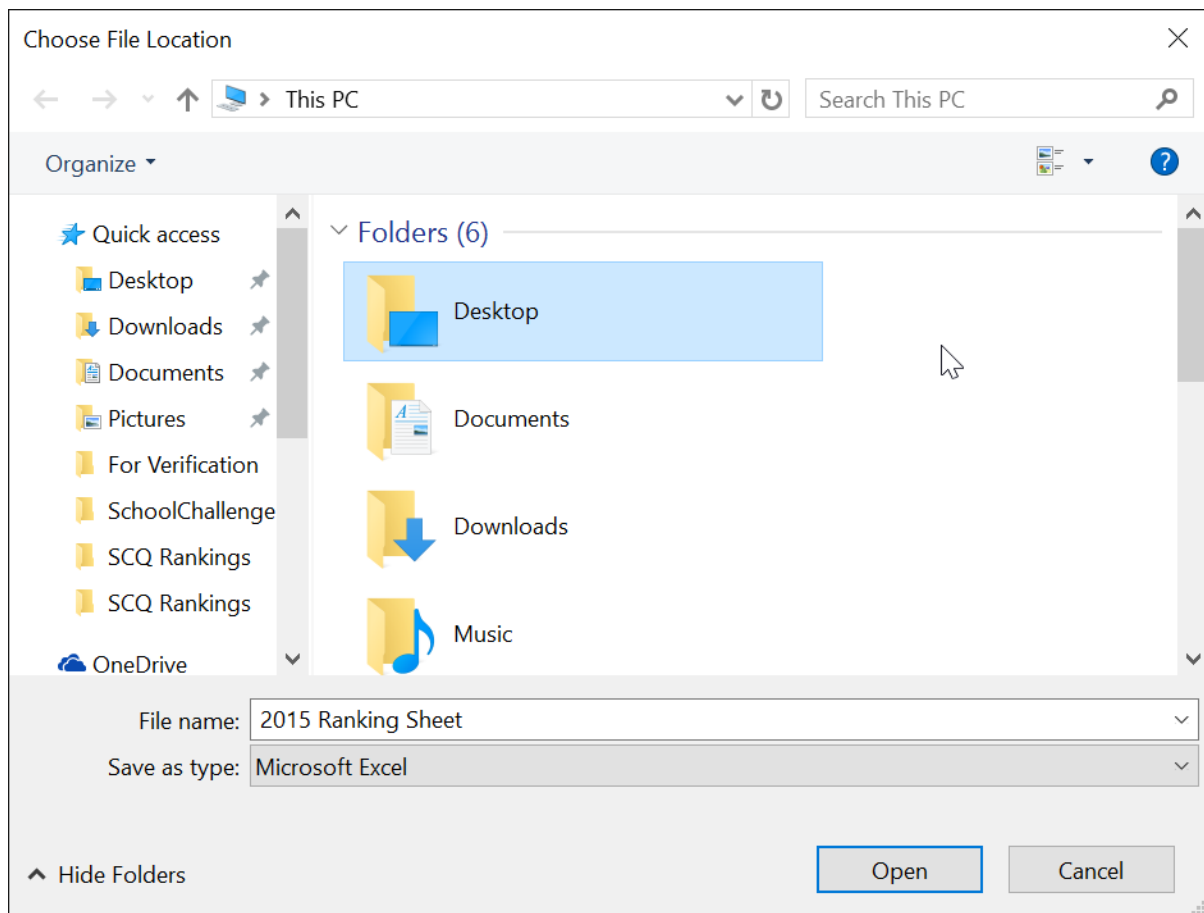 Choose File Location
This PC
Search This PC
Organize
Quick access
Desktop
Downloads
Documents
Pictures
For Verification
SchoolChallenge
SCQ Rankings
SCQ Rankings
OneDrive
Folders (6)
Desktop
Documents
Downloads
Music
File name: 2015 Ranking Sheet
Save as type: Microsoft Excel
Hide Folders
Open
Cancel